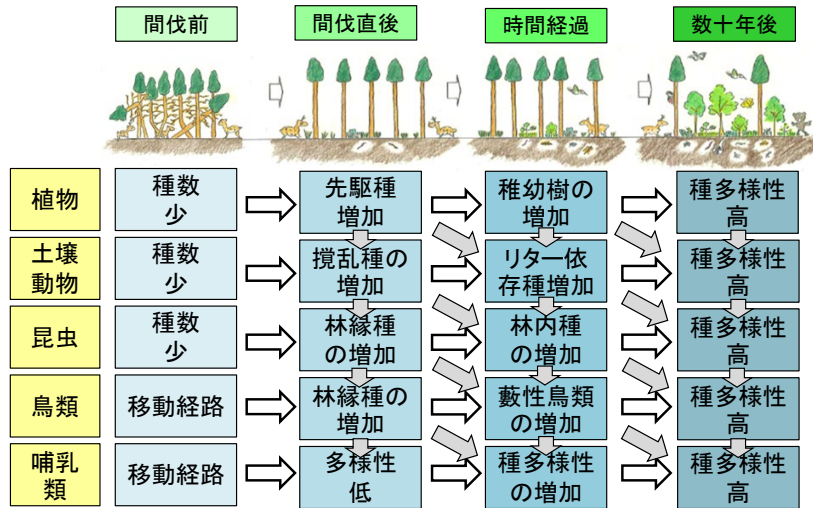 間伐前
間伐直後
時間経過
数十年後
植物
種数
少
先駆種
増加
稚幼樹の
増加
種多様性
高
土壌
動物
種数
少
撹乱種の
増加
リター依
存種増加
種多様性
高
昆虫
種数
少
林縁種
の増加
林内種
の増加
種多様性
高
鳥類
移動経路
林縁種の
増加
藪性鳥類
の増加
種多様性
高
哺乳
類
移動経路
多様性
低
種多様性
の増加
種多様性
高